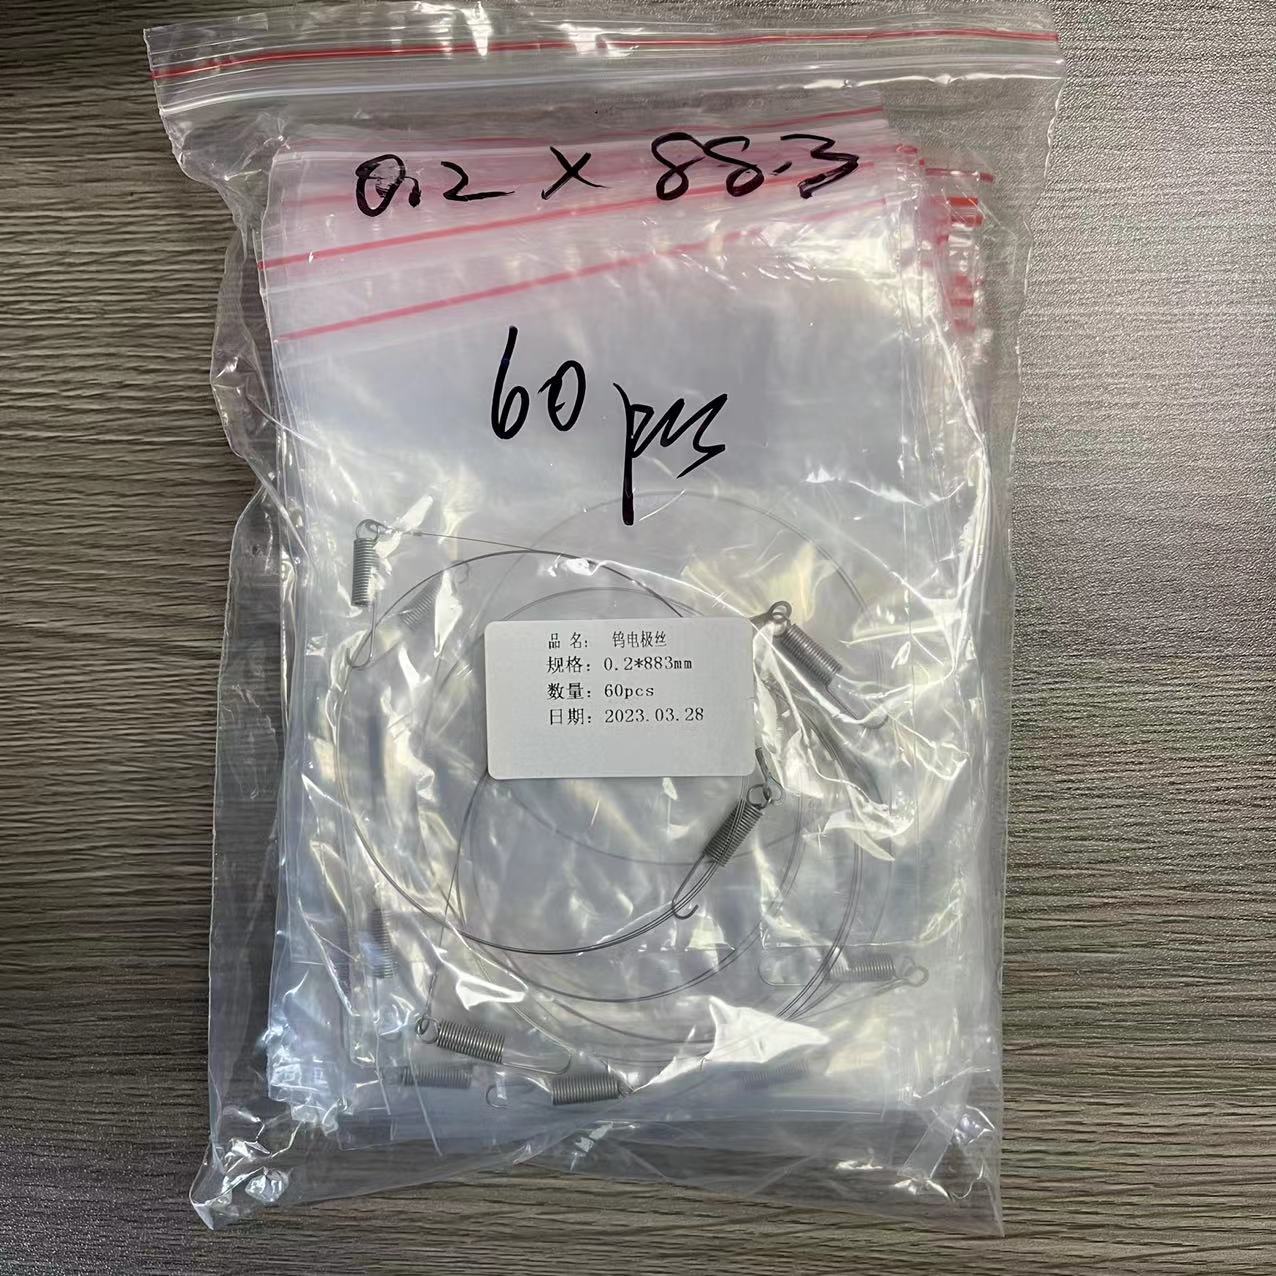 0.2 × 88.3
60 pcs
品 名: 钨电极丝
规格: 0.2*883mm
数量: 60pcs
日期: 2023.03.28